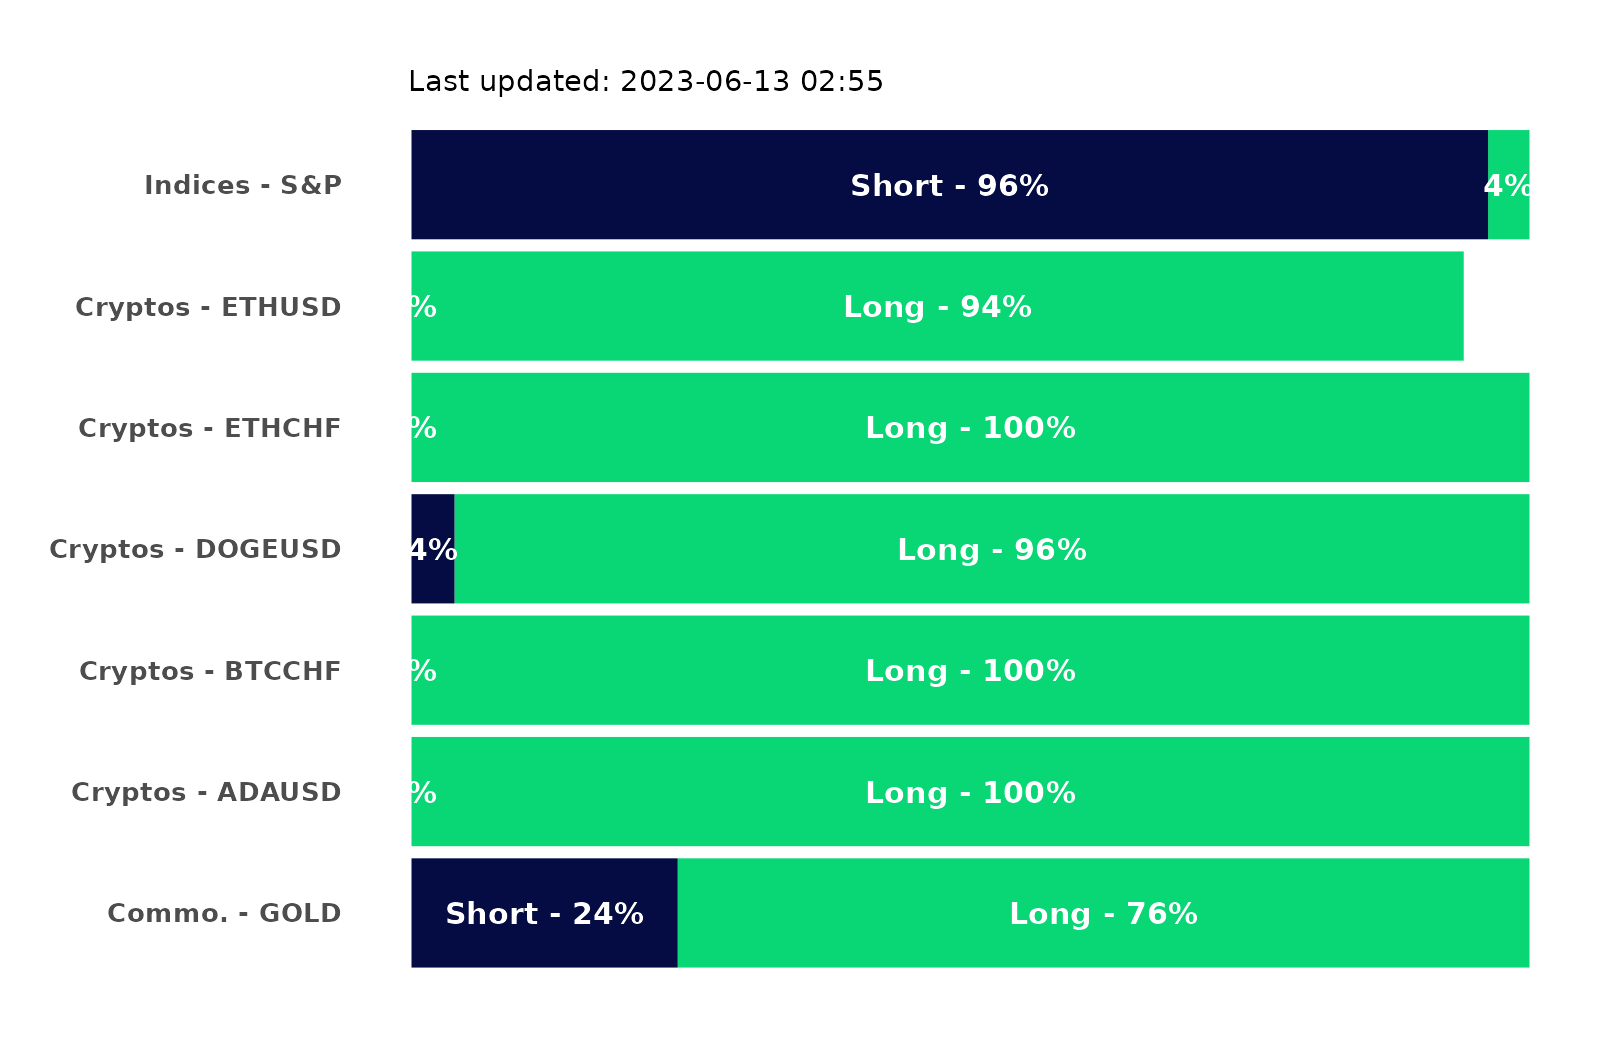 Last updated: 2023-06-13 02:55
Indices - S&P Short - 96% 4%
Cryptos - ETHUSD % Long - 94%
Cryptos - ETHCHF % Long - 100%
Cryptos - DOGEUSD 4% Long - 96%
Cryptos - BTCCHF % Long - 100%
Cryptos - ADAUSD % Long - 100%
Commo. - GOLD Short - 24% Long - 76%